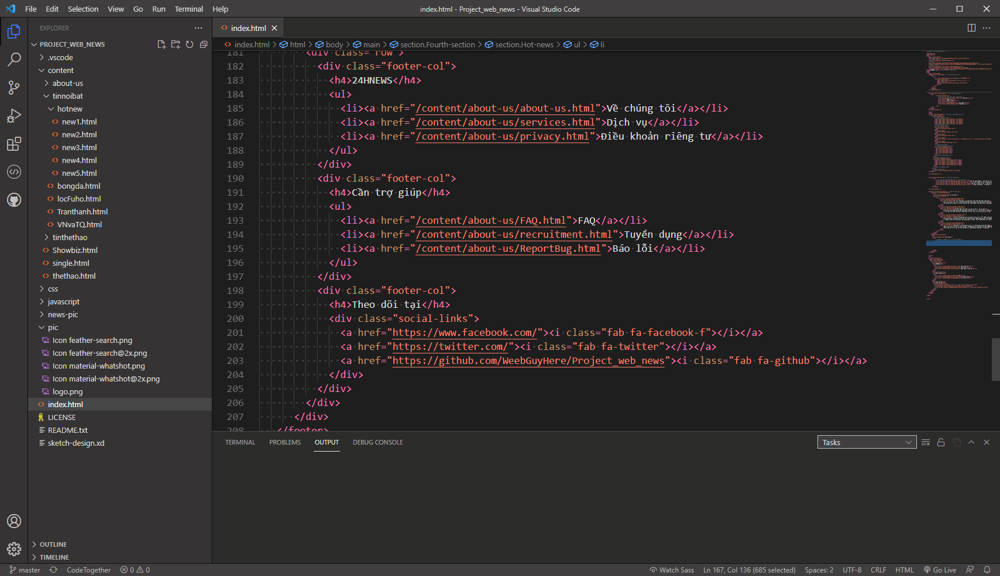 File Edit Selection View Go Run Terminal Help
index.html - Project_web_news - Visual Studio Code
EXPLORER
PROJECT_WEB_NEWS
.vscode
content
about-us
tinnoibat
hotnew
new1.html
new2.html
new3.html
new4.html
new5.html
bongda.html
locFuho.html
Tranthanh.html
VNvaTQ.html
tinthethao
Showbiz.html
single.html
thethao.html
css
javascript
news-pic
pic
Icon feather-search.png
Icon feather-search@2x.png
Icon material-whatshot.png
Icon material-whatshot@2x.png
logo.png
index.html
LICENSE
README.txt
sketch-design.xd
OUTLINE
TIMELINE
index.html
index.html > html > body > main > section.Fourth-section > section.Hot-news > ul > li
181 <div class="row">
182 <div class="footer-col">
183 <h4>24HNEWS</h4>
184 <ul>
185 <li><a href="/content/about-us/about-us.html">Về chúng tôi</a></li>
186 <li><a href="/content/about-us/services.html">Dịch vụ</a></li>
187 <li><a href="/content/about-us/privacy.html">Điều khoản riêng tư</a></li>
188 </ul>
189 </div>
190 <div class="footer-col">
191 <h4>Cần trợ giúp</h4>
192 <ul>
193 <li><a href="/content/about-us/FAQ.html">FAQ</a></li>
194 <li><a href="/content/about-us/recruitment.html">Tuyển dụng</a></li>
195 <li><a href="/content/about-us/ReportBug.html">Báo lỗi</a></li>
196 </ul>
197 </div>
198 <div class="footer-col">
199 <h4>Theo dõi tại</h4>
200 <div class="social-links">
201 <a href="https://www.facebook.com/"><i class="fab fa-facebook-f"></i></a>
202 <a href="https://twitter.com/"><i class="fab fa-twitter"></i></a>
203 <a href="https://github.com/WeebGuyHere/Project_web_news"><i class="fab fa-github"></i></a>
204 </div>
205 </div>
206 </div>
207 </div>
208 </footer>
TERMINAL PROBLEMS OUTPUT DEBUG CONSOLE
Tasks
master CodeTogether 0 0
Watch Sass Ln 167, Col 136 (685 selected) Spaces: 2 UTF-8 CRLF HTML Go Live